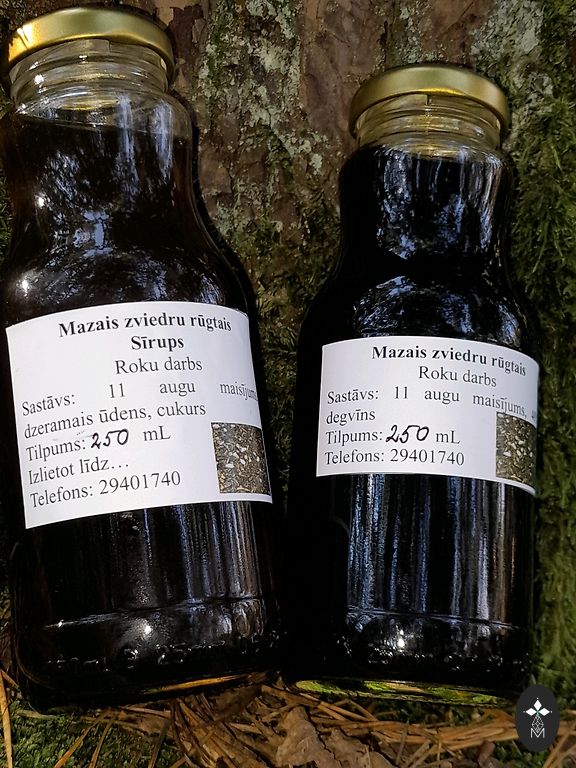 Mazais zviedru rūgtais
Sīrups
Roku darbs
Sastāvs: 11 augu maisījums,
dzeramais ūdens, cukurs
Tilpums: 250 mL
Izlietot līdz...
Telefons: 29401740
Mazais zviedru rūgtais
Roku darbs
Sastāvs: 11 augu maisījums,
degvīns
Tilpums: 250 mL
Telefons: 29401740
M